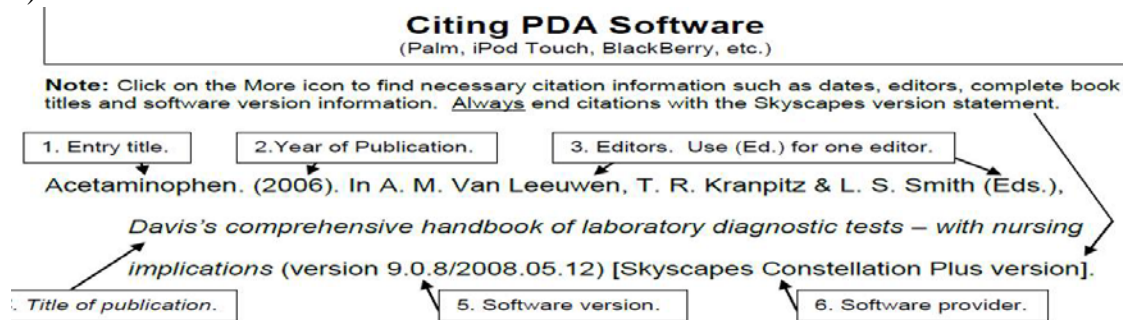 Citing PDA Software
(Palm, iPod Touch, BlackBerry, etc.)
Note: Click on the More icon to find necessary citation information such as dates, editors, complete book
titles and software version information. Always end citations with the Skyscapes version statement.
1. Entry title. 2.Year of Publication. 3. Editors. Use (Ed.) for one editor.
Acetaminophen. (2006). In A. M. Van Leeuwen, T. R. Kranpitz & L. S. Smith (Eds.),
Davis's comprehensive handbook of laboratory diagnostic tests – with nursing
implications (version 9.0.8/2008.05.12) [Skyscapes Constellation Plus version].
Title of publication. 5. Software version. 6. Software provider.